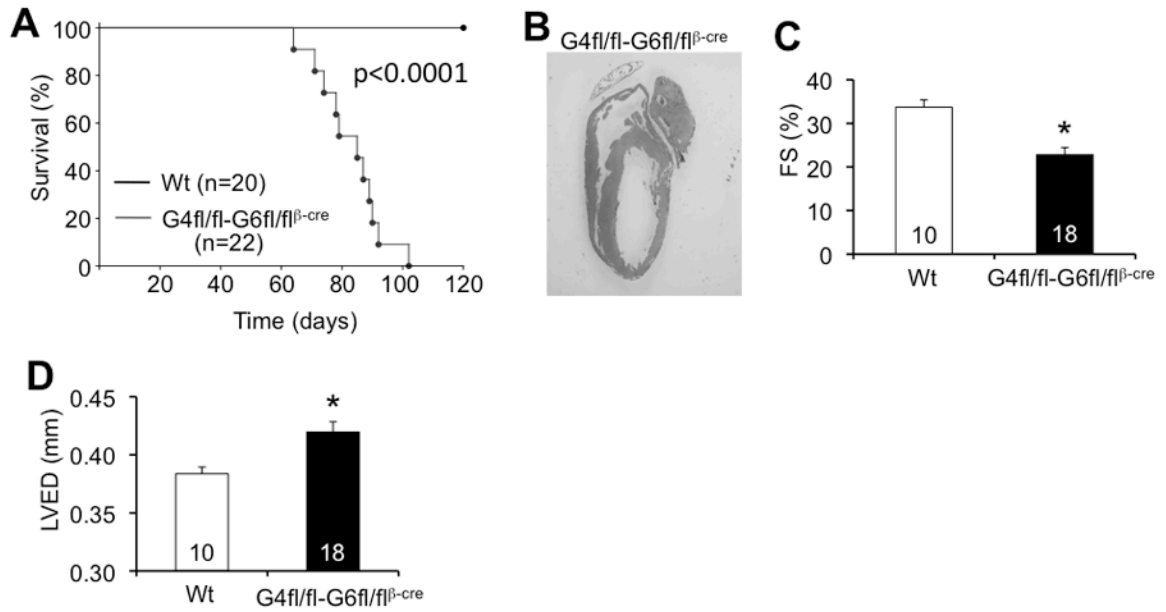 A
100
80
60
40
20
0
Survival (%)
p<0.0001
Wt (n=20)
G4fl/fl-G6fl/flβ-cre
(n=22)
20 40 60 80 100 120
Time (days)
B
G4fl/fl-G6fl/flβ-cre
C
40
30
20
10
0
FS (%)
*
10 18
Wt G4fl/fl-G6fl/flβ-cre
D
0.45
0.40
0.35
0.30
LVED (mm)
*
10 18
Wt G4fl/fl-G6fl/flβ-cre